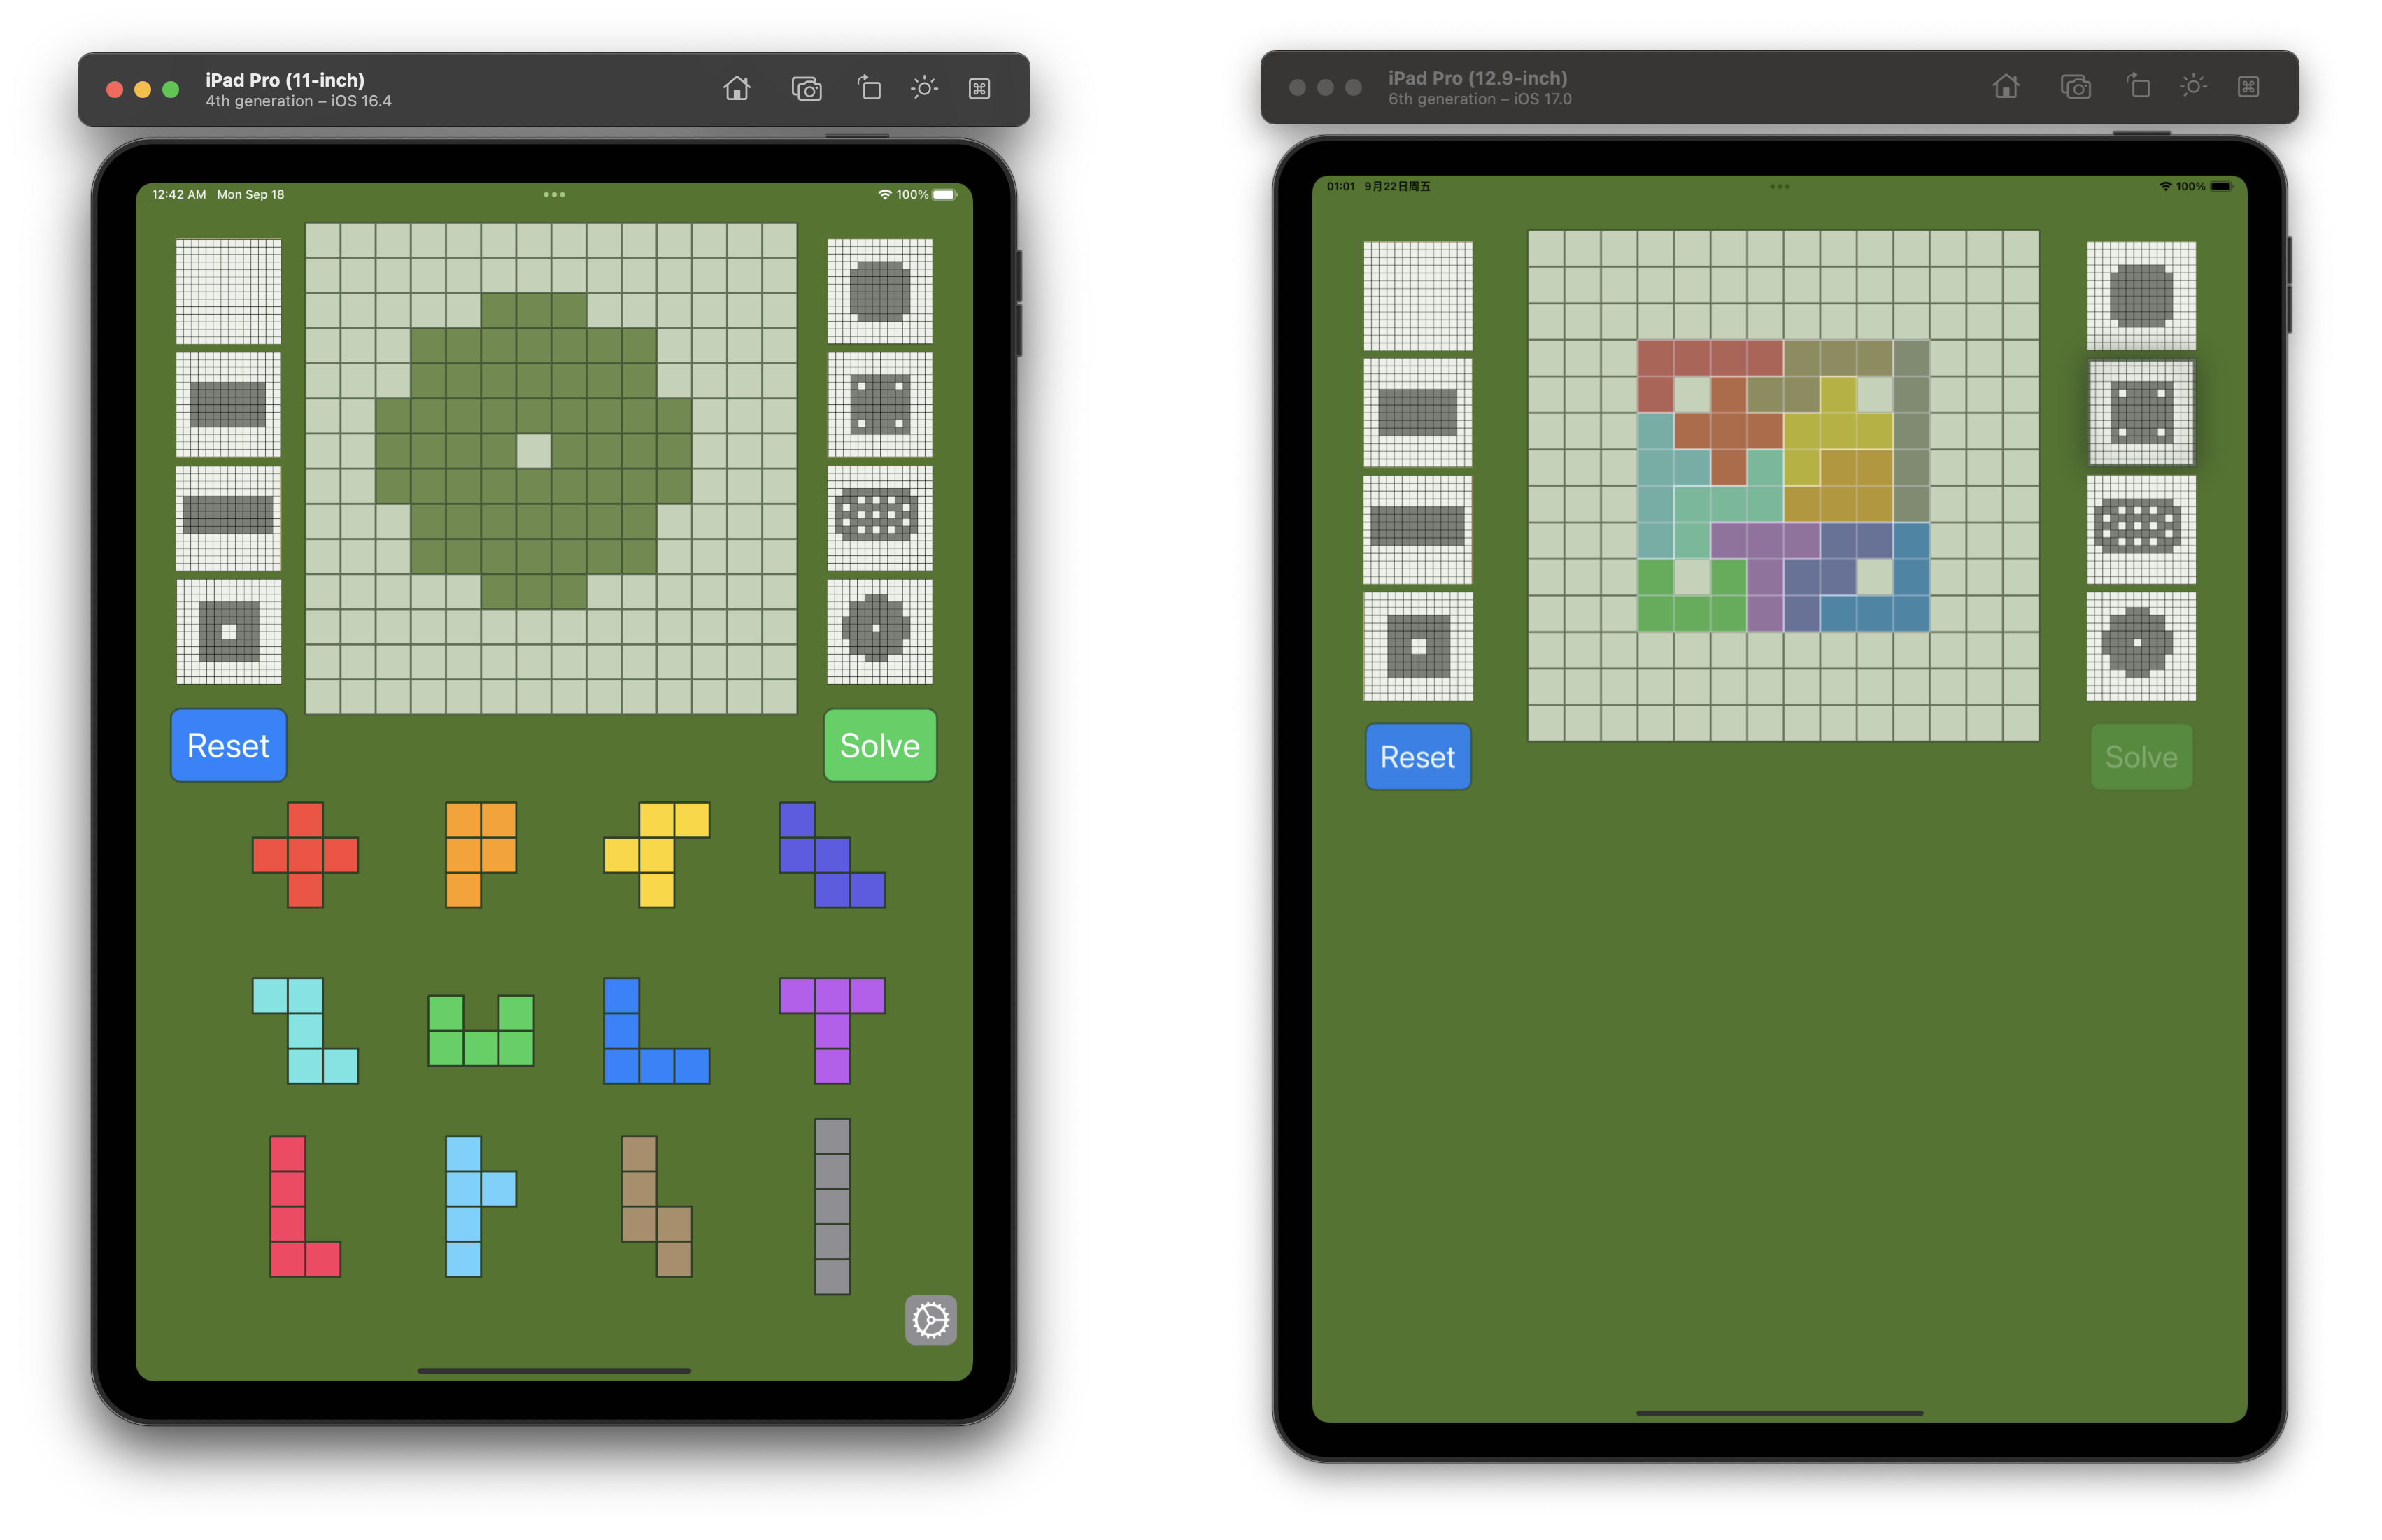 iPad Pro (11-inch)
4th generation – iOS 16.4
12:42 AM Mon Sep 18
100%
Reset
Solve
iPad Pro (12.9-inch)
6th generation – iOS 17.0
01:01 9月22日周五
100%
Reset
Solve